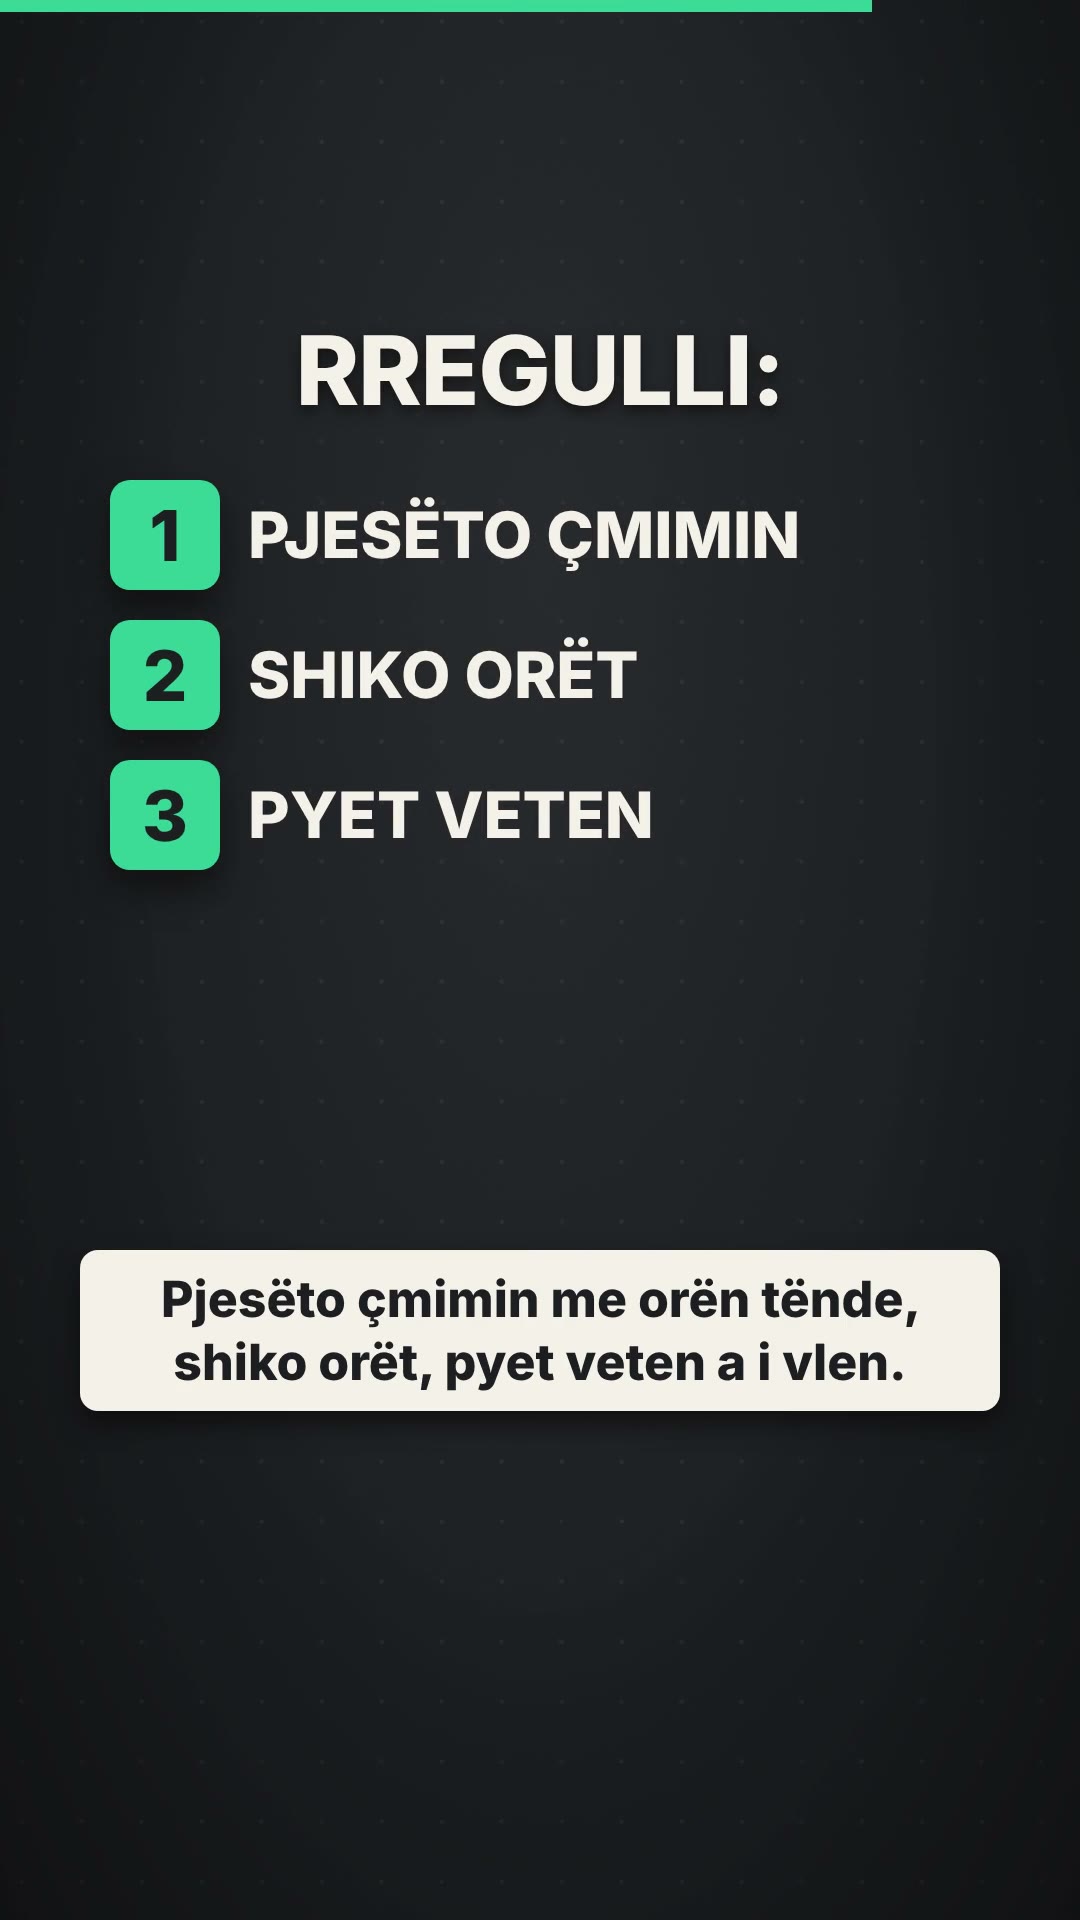 RREGULLI:
1 PJESËTO ÇMIMIN
2 SHIKO ORËT
3 PYET VETEN
Pjesëto çmimin me orën tënde,
shiko orët, pyet veten a i vlen.